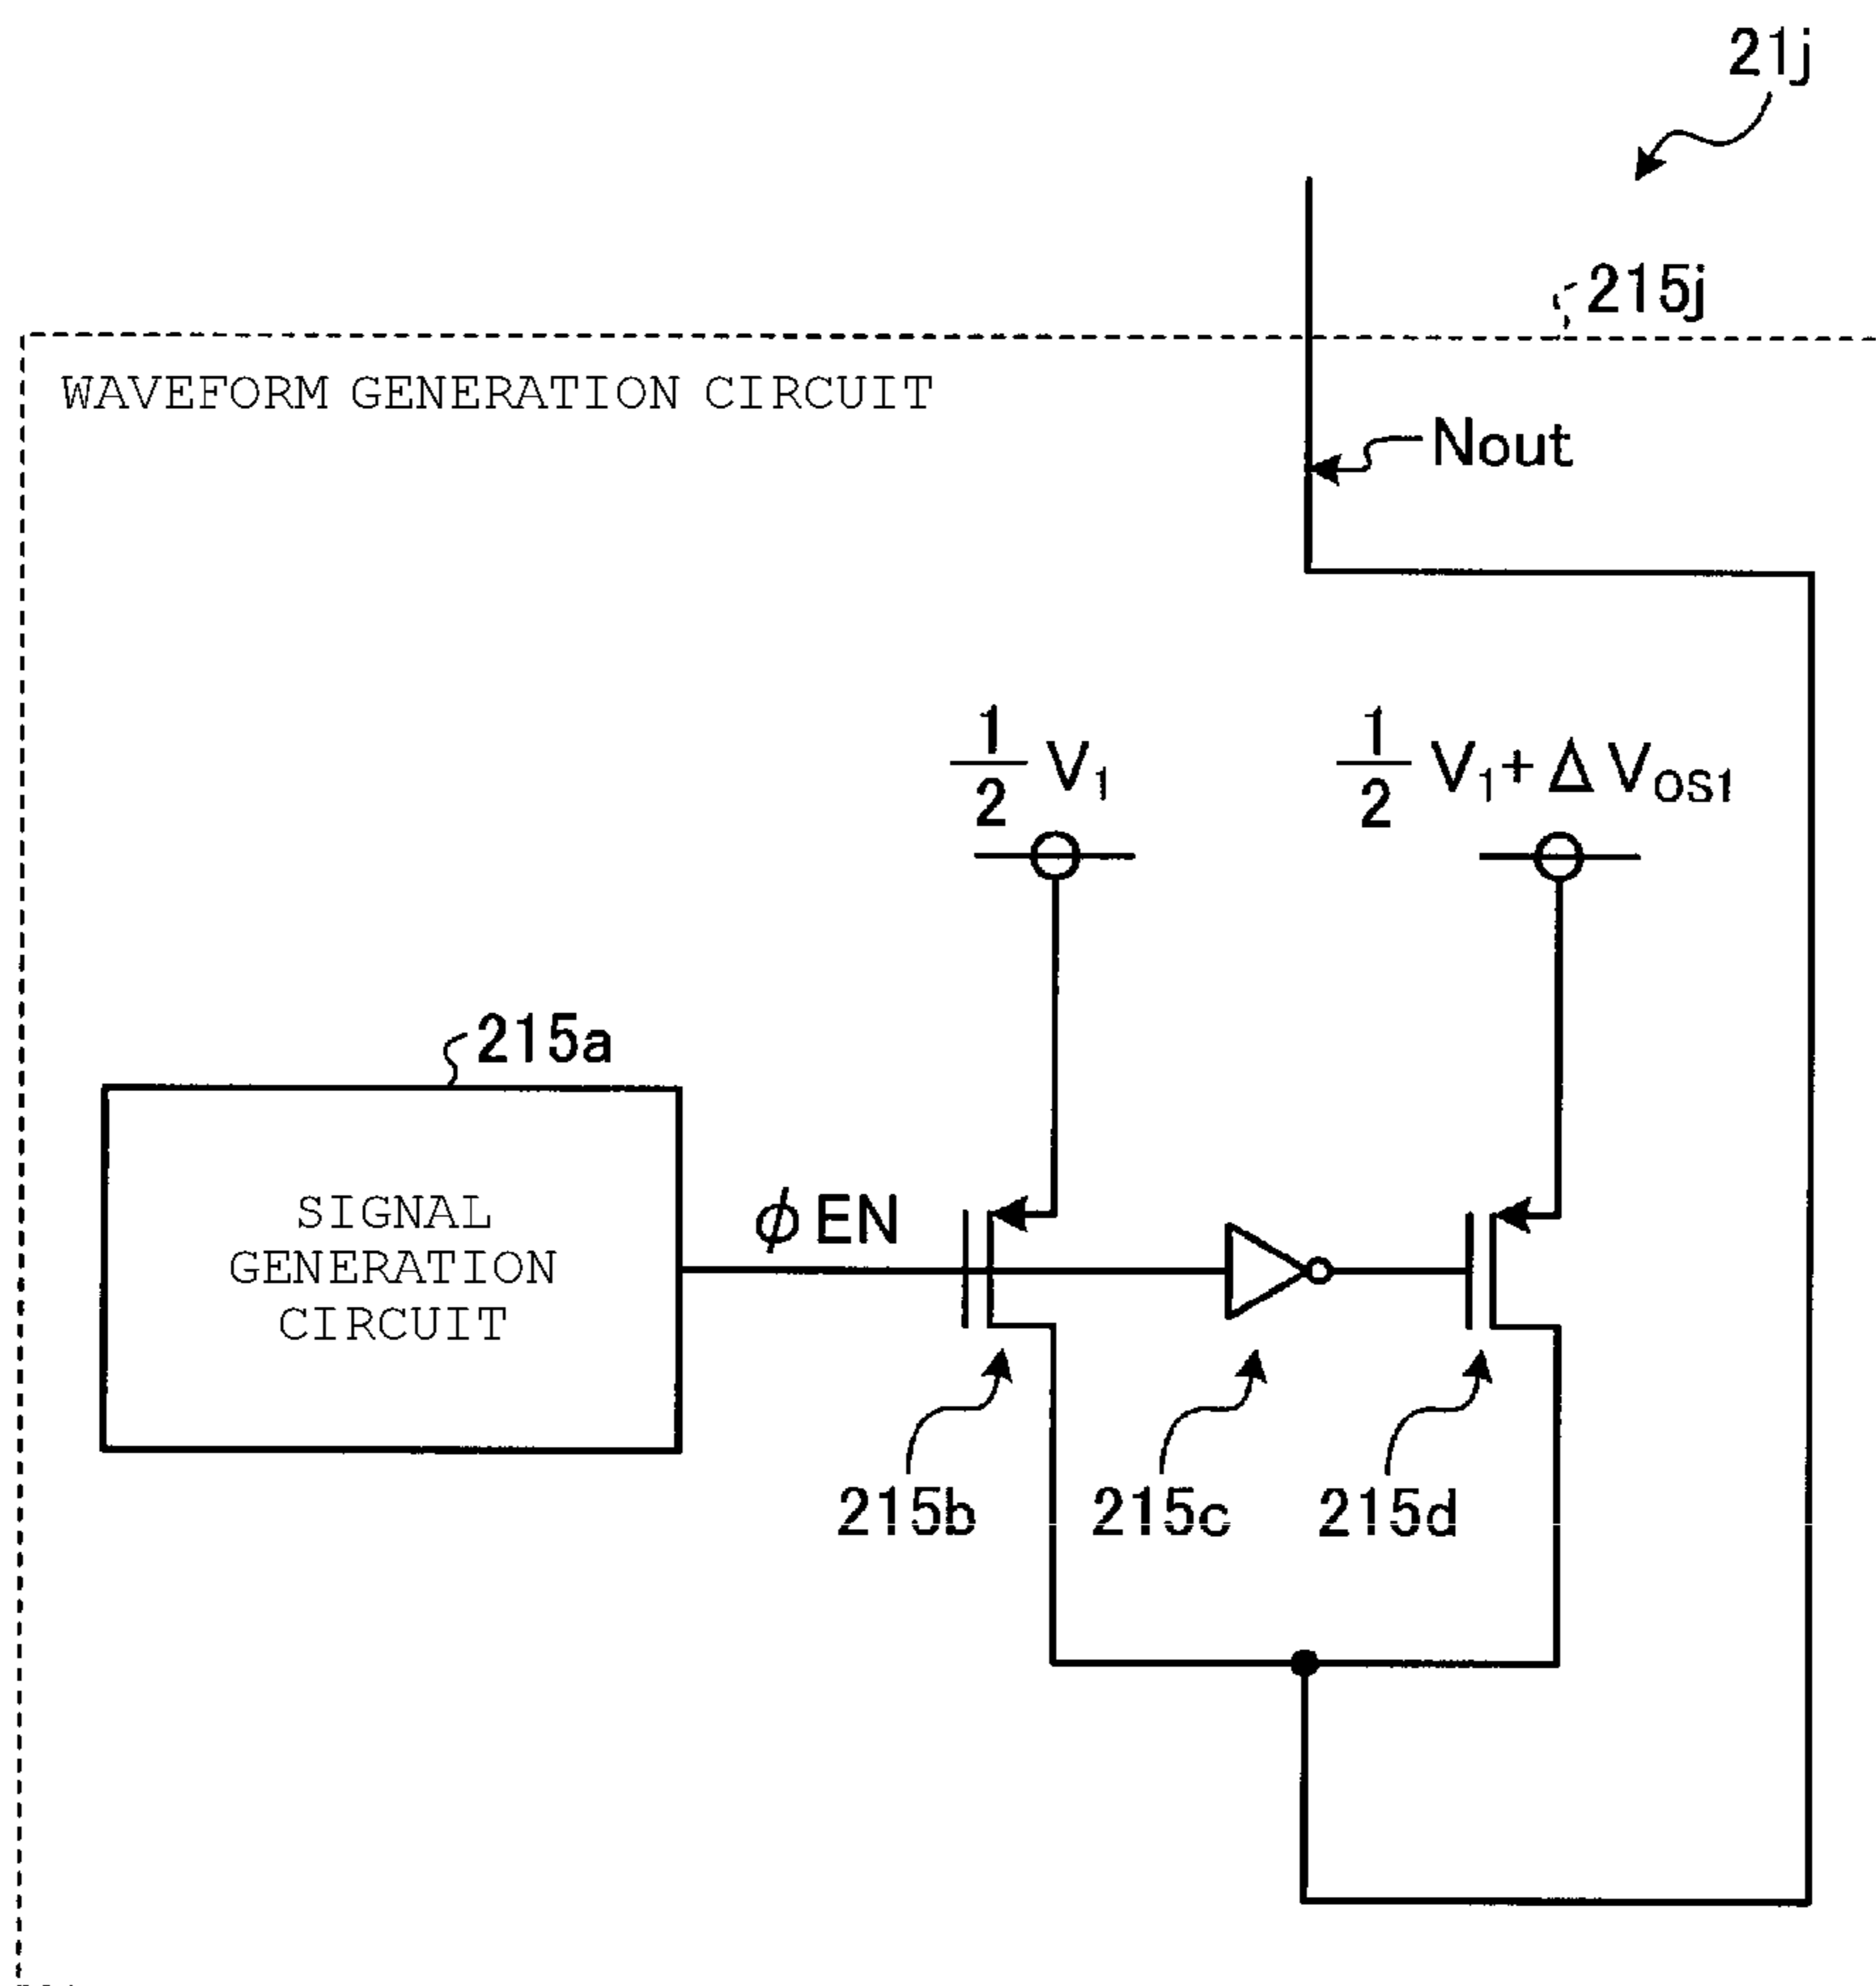 21j
215j
WAVEFORM GENERATION CIRCUIT
Nout
1/2 V₁
1/2 V₁+ΔV_OS1
215a
SIGNAL
GENERATION
CIRCUIT
ϕEN
215b
215c
215d